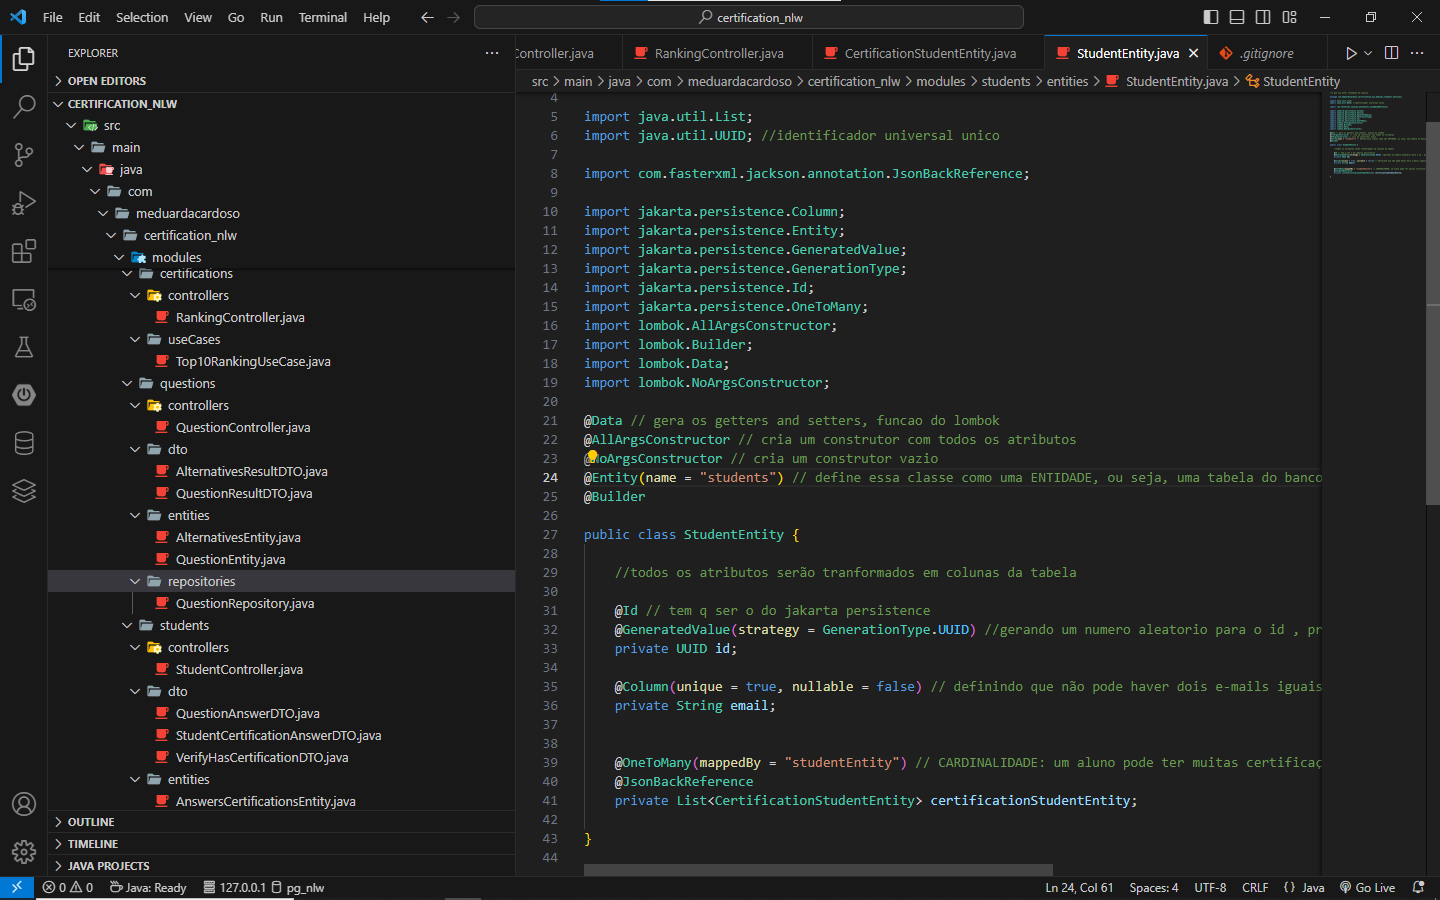 File Edit Selection View Go Run Terminal Help
certification_nlw
EXPLORER
OPEN EDITORS
CERTIFICATION_NLW
src
main
java
com
meduardacardoso
certification_nlw
modules
certifications
controllers
RankingController.java
useCases
Top10RankingUseCase.java
questions
controllers
QuestionController.java
dto
AlternativesResultDTO.java
QuestionResultDTO.java
entities
AlternativesEntity.java
QuestionEntity.java
repositories
QuestionRepository.java
students
controllers
StudentController.java
dto
QuestionAnswerDTO.java
StudentCertificationAnswerDTO.java
VerifyHasCertificationDTO.java
entities
AnswersCertificationsEntity.java
OUTLINE
TIMELINE
JAVA PROJECTS
Controller.java RankingController.java CertificationStudentEntity.java StudentEntity.java .gitignore
src > main > java > com > meduardacardoso > certification_nlw > modules > students > entities > StudentEntity.java > StudentEntity
4
5 import java.util.List;
6 import java.util.UUID; //identificador universal unico
7
8 import com.fasterxml.jackson.annotation.JsonBackReference;
9
10 import jakarta.persistence.Column;
11 import jakarta.persistence.Entity;
12 import jakarta.persistence.GeneratedValue;
13 import jakarta.persistence.GenerationType;
14 import jakarta.persistence.Id;
15 import jakarta.persistence.OneToMany;
16 import lombok.AllArgsConstructor;
17 import lombok.Builder;
18 import lombok.Data;
19 import lombok.NoArgsConstructor;
20
21 @Data // gera os getters and setters, funcao do lombok
22 @AllArgsConstructor // cria um construtor com todos os atributos
23 @NoArgsConstructor // cria um construtor vazio
24 @Entity(name = "students") // define essa classe como uma ENTIDADE, ou seja, uma tabela do banco
25 @Builder
26
27 public class StudentEntity {
28
29 //todos os atributos serão tranformados em colunas da tabela
30
31 @Id // tem q ser o do jakarta persistence
32 @GeneratedValue(strategy = GenerationType.UUID) //gerando um numero aleatorio para o id , pr
33 private UUID id;
34
35 @Column(unique = true, nullable = false) // definindo que não pode haver dois e-mails iguais
36 private String email;
37
38
39 @OneToMany(mappedBy = "studentEntity") // CARDINALIDADE: um aluno pode ter muitas certificaç
40 @JsonBackReference
41 private List<CertificationStudentEntity> certificationStudentEntity;
42
43 }
44
0 0 Java: Ready 127.0.0.1 pg_nlw Ln 24, Col 61 Spaces: 4 UTF-8 CRLF {} Java Go Live